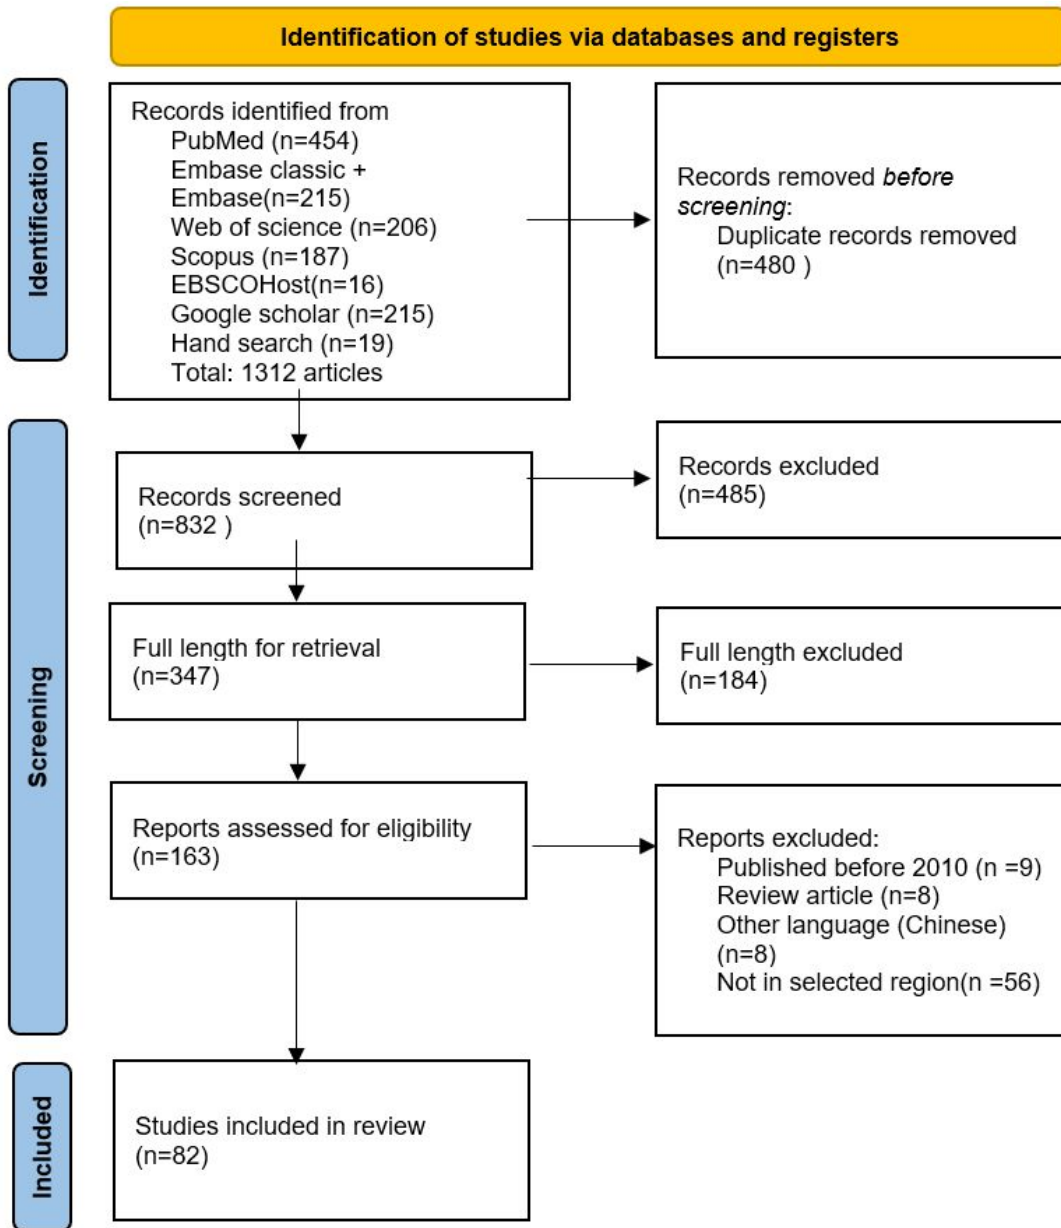 Identification of studies via databases and registers
Identification
Records identified from
PubMed (n=454)
Embase classic +
Embase(n=215)
Web of science (n=206)
Scopus (n=187)
EBSCOHost(n=16)
Google scholar (n=215)
Hand search (n=19)
Total: 1312 articles
Records removed before
screening:
Duplicate records removed
(n=480 )
Screening
Records screened
(n=832 )
Records excluded
(n=485)
Full length for retrieval
(n=347)
Full length excluded
(n=184)
Reports assessed for eligibility
(n=163)
Reports excluded:
Published before 2010 (n =9)
Review article (n=8)
Other language (Chinese)
(n=8)
Not in selected region(n =56)
Included
Studies included in review
(n=82)